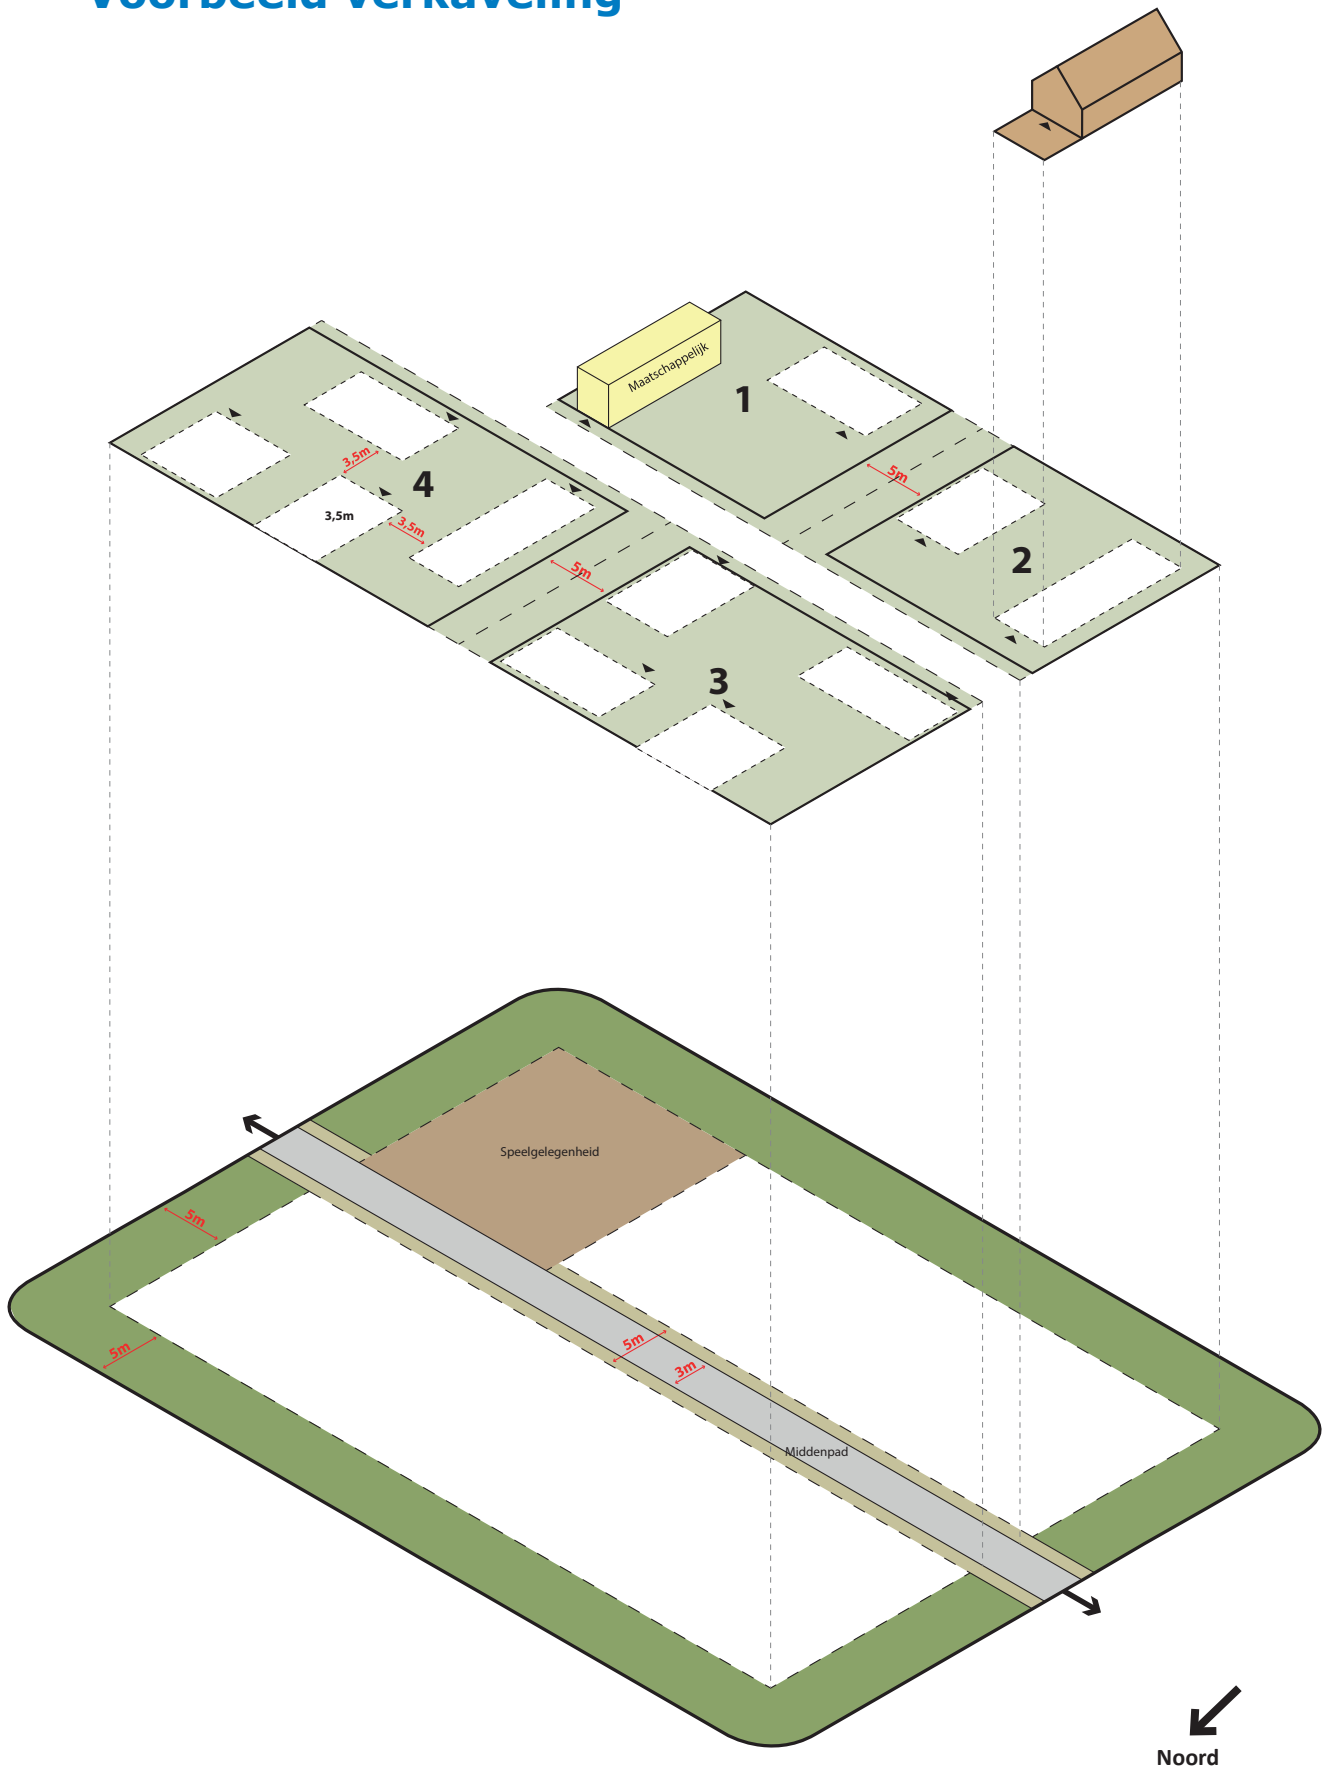 Voorbeeld verkaveling
Maatschappelijk
1
5m
2
4
3,5m
3,5m
3,5m
5m
3
Speelgelegenheid
5m
5m
5m
3m
Middenpad
Noord